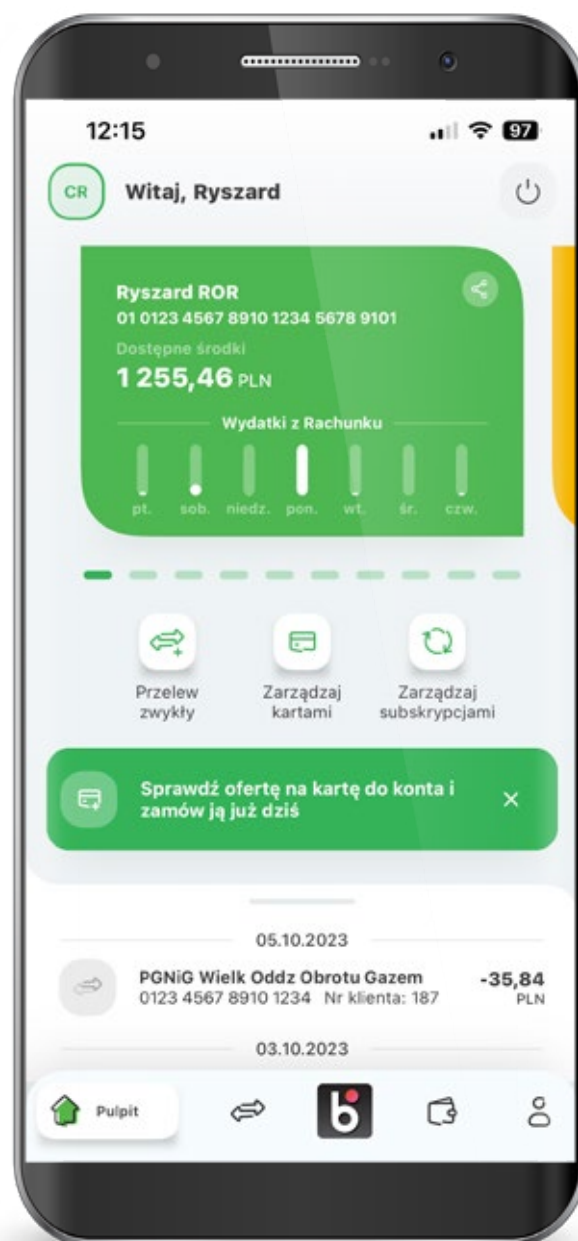 12:15
97
CR
Witaj, Ryszard
Ryszard ROR
01 0123 4567 8910 1234 5678 9101
Dostępne środki
1 255,46 PLN
Wydatki z Rachunku
pt. sob. niedz. pon. wt. śr. czw.
Przelew
zwykły
Zarządzaj
kartami
Zarządzaj
subskrypcjami
Sprawdź ofertę na kartę do konta i
zamów ją już dziś
05.10.2023
PGNiG Wielk Oddz Obrotu Gazem
-35,84
0123 4567 8910 1234 Nr klienta: 187
PLN
03.10.2023
Pulpit
b